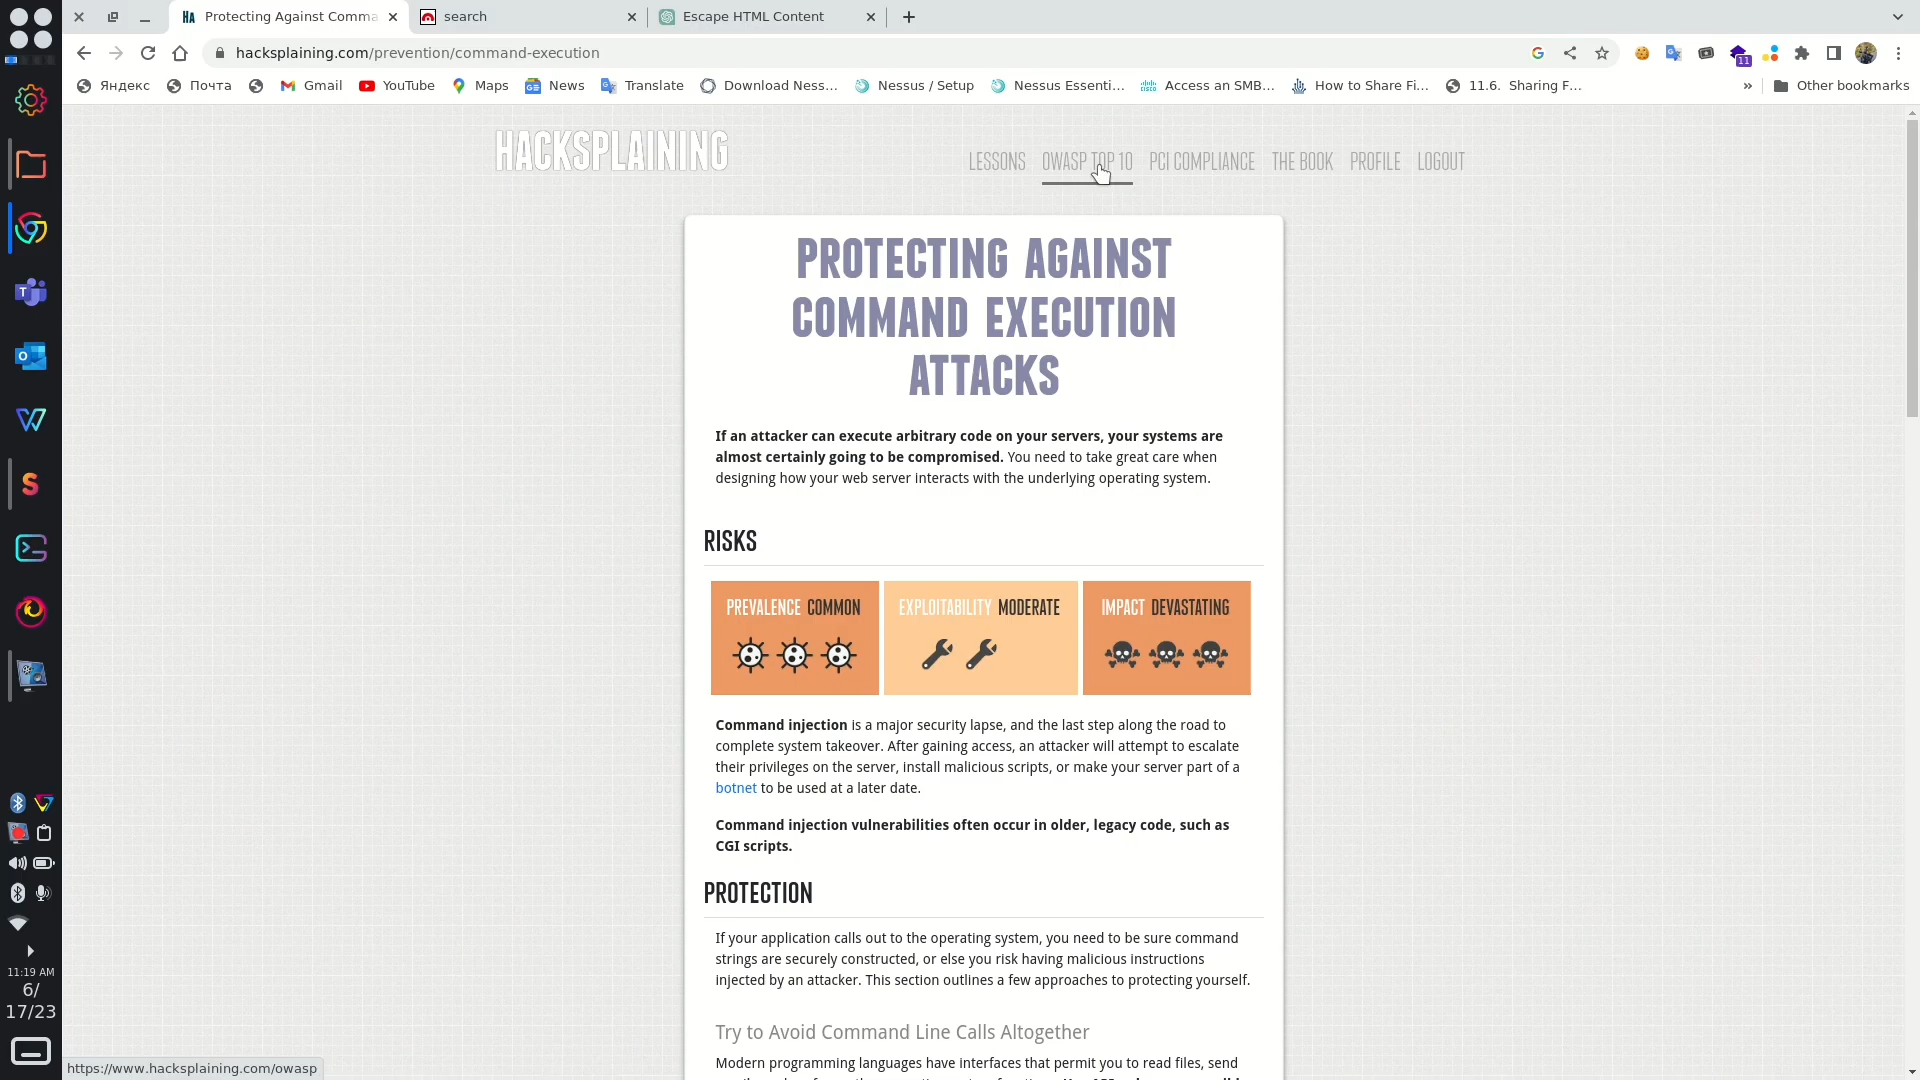 Protecting Against Comma
search
Escape HTML Content
hacksplaining.com/prevention/command-execution
11
Яндекс
Почта
Gmail
YouTube
Maps
News
Translate
Download Ness...
Nessus / Setup
Nessus Essenti...
Access an SMB...
How to Share Fi...
11.6. Sharing F...
»
Other bookmarks
HACKSPLAINING
LESSONS
OWASP TOP 10
PCI COMPLIANCE
THE BOOK
PROFILE
LOGOUT
PROTECTING AGAINST
COMMAND EXECUTION
ATTACKS
If an attacker can execute arbitrary code on your servers, your systems are
almost certainly going to be compromised. You need to take great care when
designing how your web server interacts with the underlying operating system.
RISKS
PREVALENCE COMMON
EXPLOITABILITY MODERATE
IMPACT DEVASTATING
Command injection is a major security lapse, and the last step along the road to
complete system takeover. After gaining access, an attacker will attempt to escalate
their privileges on the server, install malicious scripts, or make your server part of a
botnet to be used at a later date.
Command injection vulnerabilities often occur in older, legacy code, such as
CGI scripts.
PROTECTION
If your application calls out to the operating system, you need to be sure command
strings are securely constructed, or else you risk having malicious instructions
injected by an attacker. This section outlines a few approaches to protecting yourself.
Try to Avoid Command Line Calls Altogether
Modern programming languages have interfaces that permit you to read files, send
11:19 AM
6/
17/23
https://www.hacksplaining.com/owasp